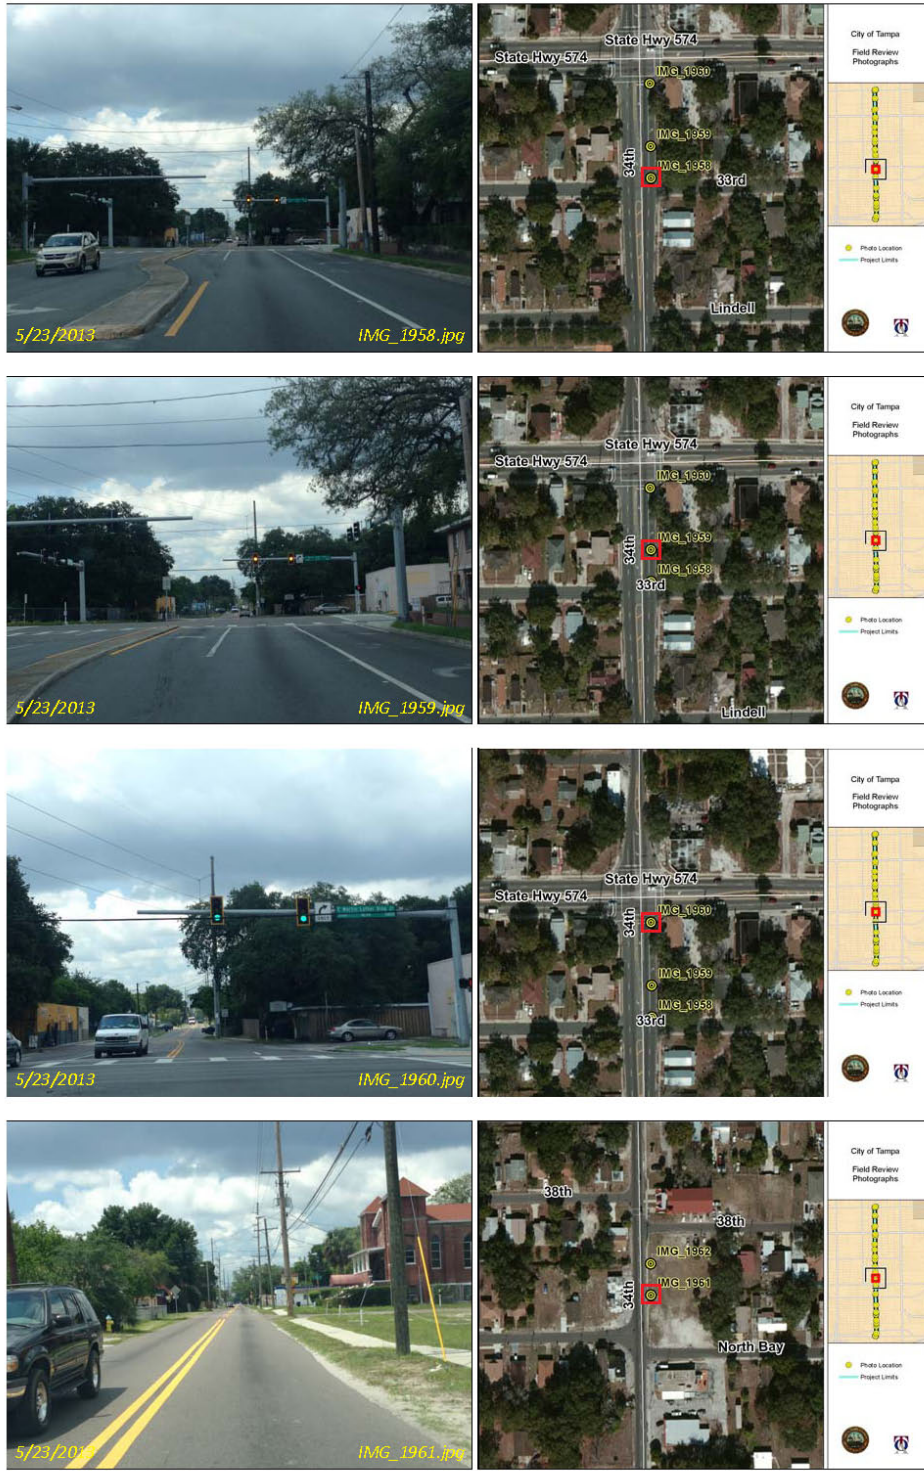 State Hwy 574
State Hwy 574
IMG_1960
IMG_1959
34th
IMG_1958
33rd
Lindell
5/23/2013
IMG_1958.jpg
City of Tampa
Field Review
Photographs
Photo Location
Project Limits
State Hwy 574
State Hwy 574
IMG_1960
IMG_1959
34th
IMG_1958
33rd
Lindell
5/23/2013
IMG_1959.jpg
City of Tampa
Field Review
Photographs
Photo Location
Project Limits
State Hwy 574
State Hwy 574
IMG_1960
34th
IMG_1959
IMG_1958
33rd
5/23/2013
IMG_1960.jpg
City of Tampa
Field Review
Photographs
Photo Location
Project Limits
38th
38th
IMG_1962
IMG_1961
34th
North Bay
5/23/2013
IMG_1961.jpg
City of Tampa
Field Review
Photographs
Photo Location
Project Limits